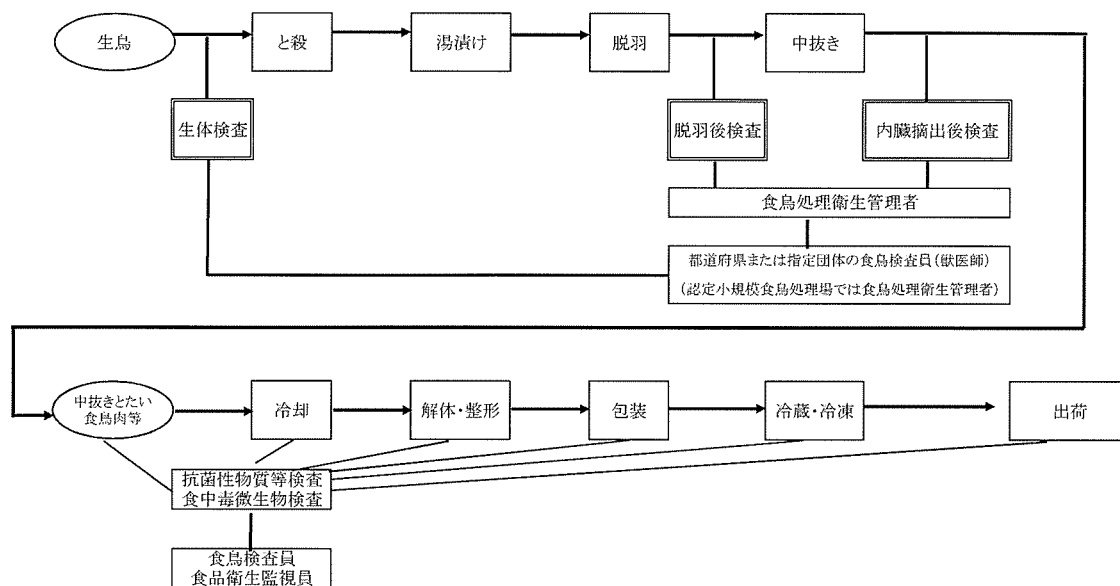 生鳥
と殺
湯漬け
脱羽
中抜き
生体検査
脱羽後検査
内臓摘出後検査
食鳥処理衛生管理者
都道府県または指定団体の食鳥検査員(獣医師)
(認定小規模食鳥処理場では食鳥処理衛生管理者)
中抜きとたい
食鳥肉等
冷却
解体・整形
包装
冷蔵・冷凍
出荷
抗菌性物質等検査
食中毒微生物検査
食鳥検査員
食品衛生監視員